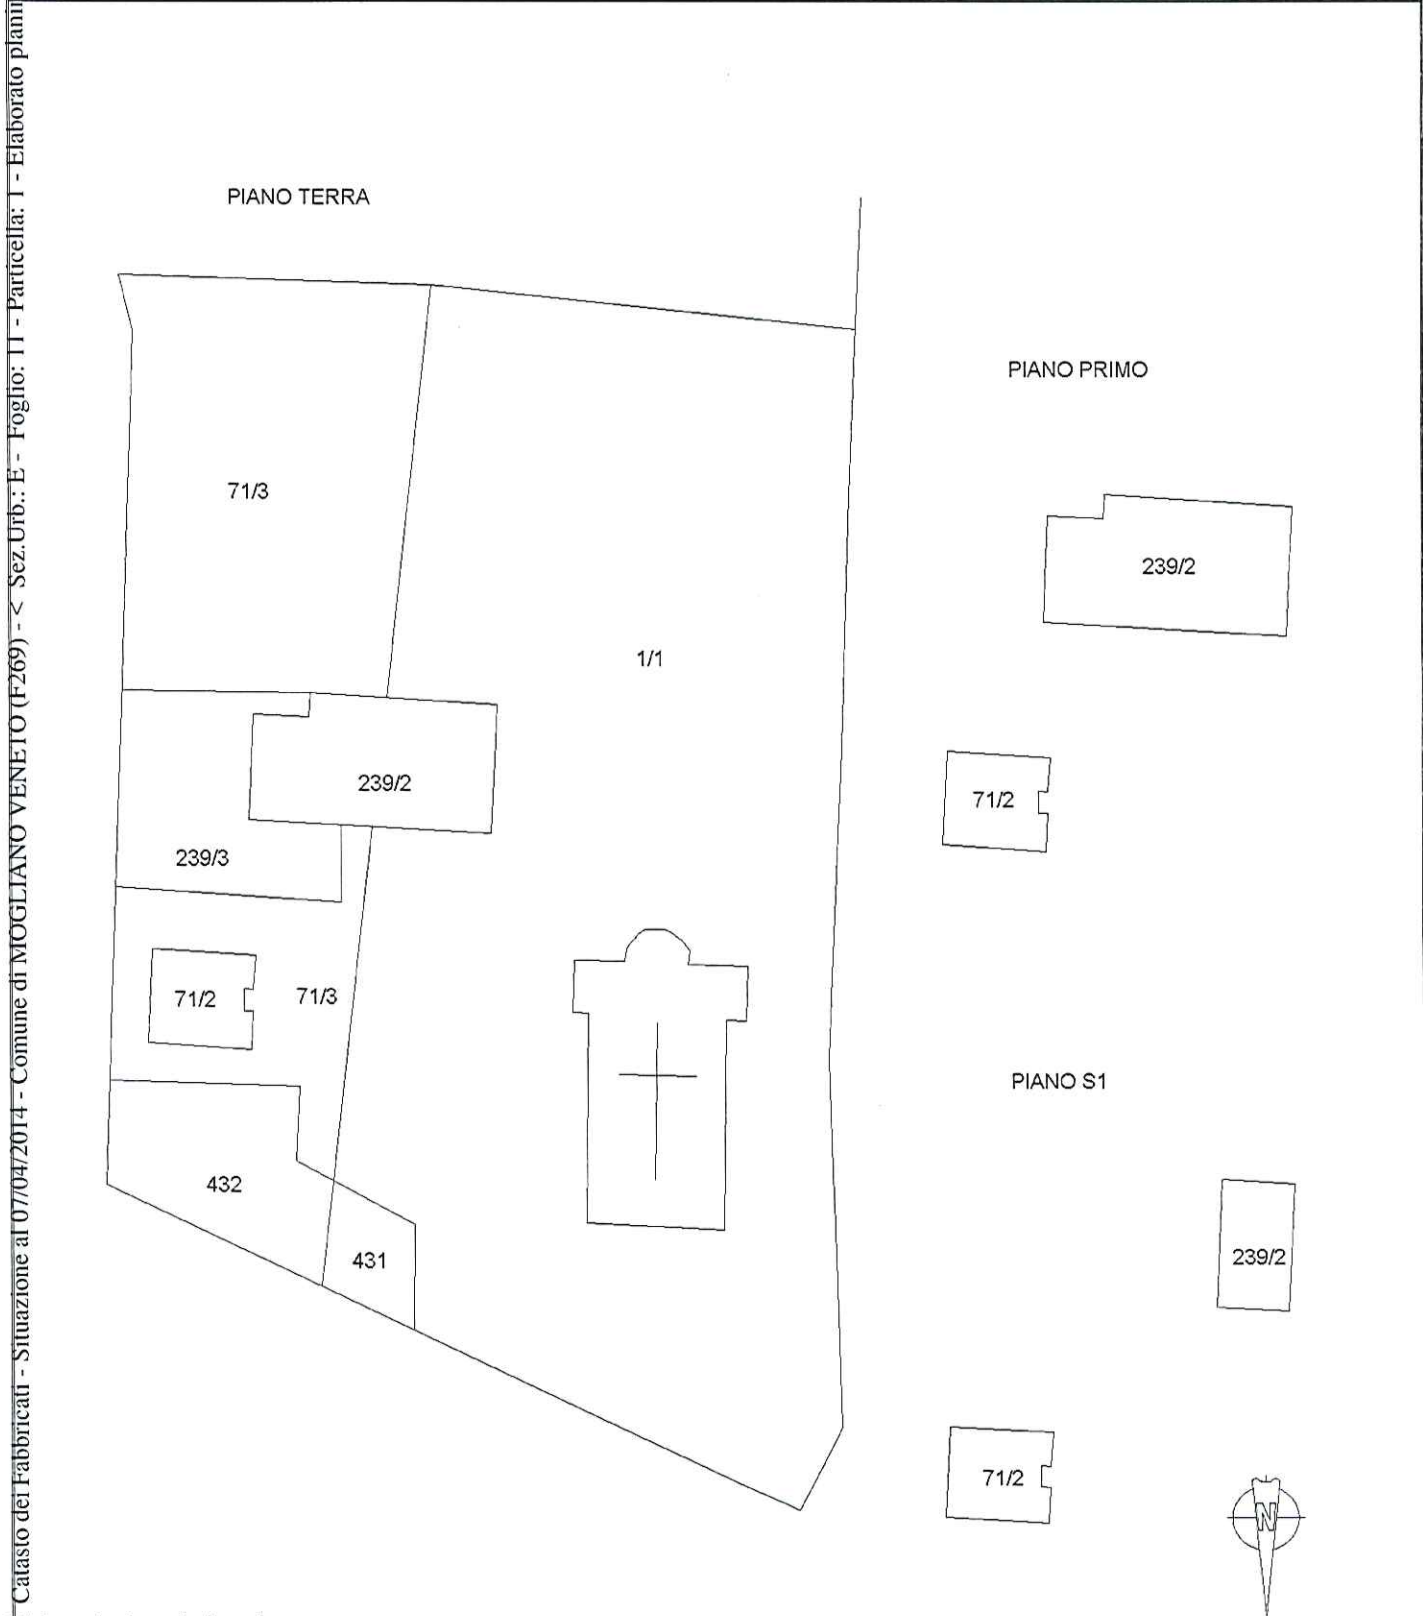 Catasto dei Fabbricati - Situazione al 07/04/2014 - Comune di MOGLIANO VENETO (F269) - < Sez.Urb.: E - Foglio: 11 - Particella: 1 - Elaborato
PIANO TERRA
PIANO PRIMO
71/3
239/2
1/1
239/2
71/2
239/3
71/2
71/3
PIANO S1
432
431
239/2
71/2
N